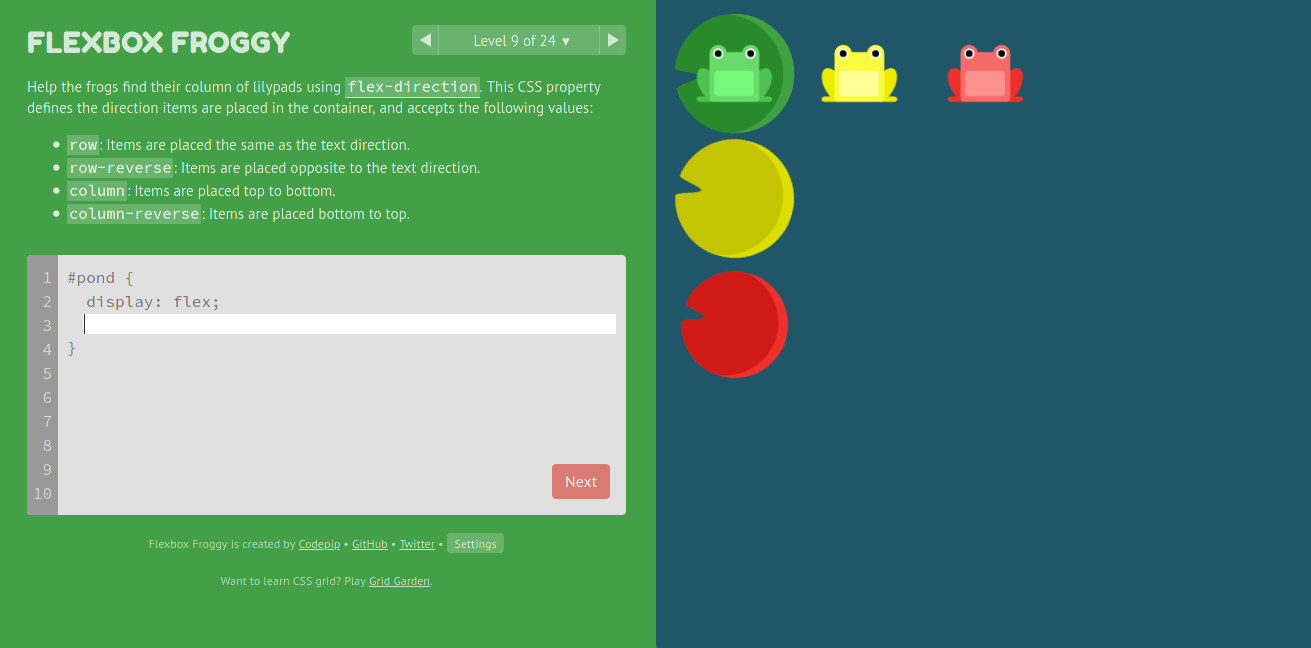 FLEXBOX FROGGY
◀ Level 9 of 24 ▼ ▶
Help the frogs find their column of lilypads using flex-direction. This CSS property
defines the direction items are placed in the container, and accepts the following values:
• row: Items are placed the same as the text direction.
• row-reverse: Items are placed opposite to the text direction.
• column: Items are placed top to bottom.
• column-reverse: Items are placed bottom to top.
1 #pond {
2 display: flex;
3
4 }
5
6
7
8
9
10
Next
Flexbox Froggy is created by Codepip • GitHub • Twitter • Settings
Want to learn CSS grid? Play Grid Garden.